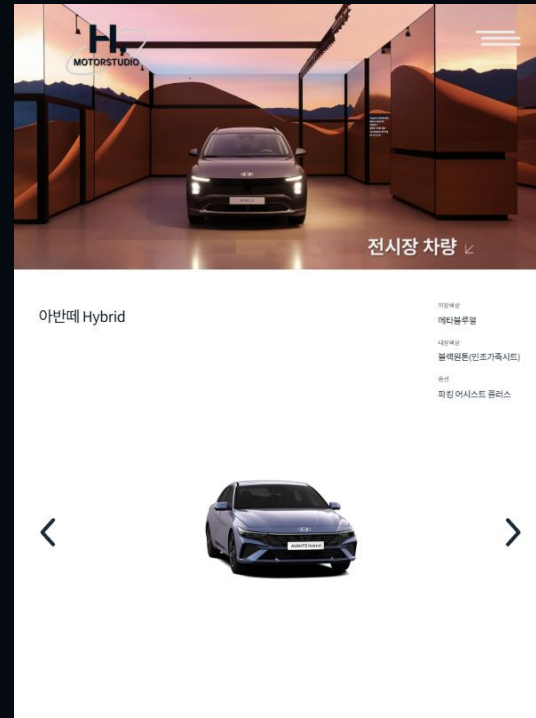 H.
MOTORSTUDIO
전시장 차량
아반떼 Hybrid
외장색상
메타블루펄
내장색상
블랙원톤(인조가죽시트)
옵션
파킹 어시스트 플러스
AVANTE Hybrid